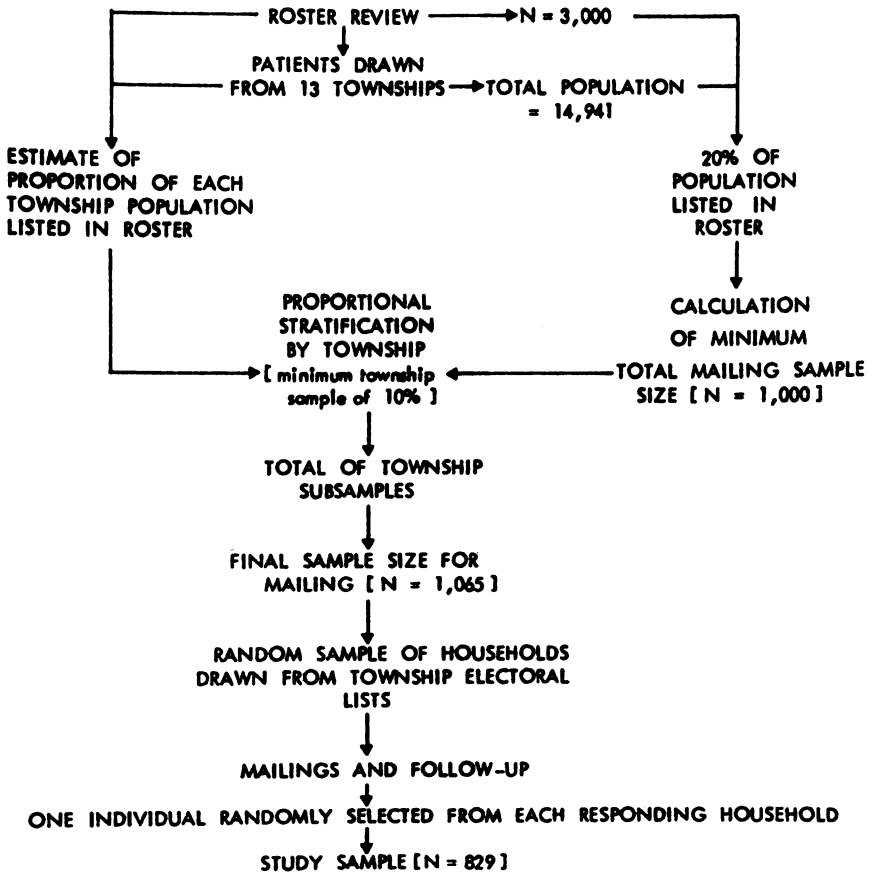 ROSTER REVIEW
N = 3,000
PATIENTS DRAWN
FROM 13 TOWNSHIPS
TOTAL POPULATION
= 14,941
ESTIMATE OF
PROPORTION OF EACH
TOWNSHIP POPULATION
LISTED IN ROSTER
20% OF
POPULATION
LISTED IN
ROSTER
CALCULATION
OF MINIMUM
TOTAL MAILING SAMPLE
SIZE [ N = 1,000 ]
PROPORTIONAL
STRATIFICATION
BY TOWNSHIP
[ minimum township
sample of 10% ]
TOTAL OF TOWNSHIP
SUBSAMPLES
FINAL SAMPLE SIZE FOR
MAILING [ N = 1,065 ]
RANDOM SAMPLE OF HOUSEHOLDS
DRAWN FROM TOWNSHIP ELECTORAL
LISTS
MAILINGS AND FOLLOW-UP
ONE INDIVIDUAL RANDOMLY SELECTED FROM EACH RESPONDING HOUSEHOLD
STUDY SAMPLE [ N = 829 ]